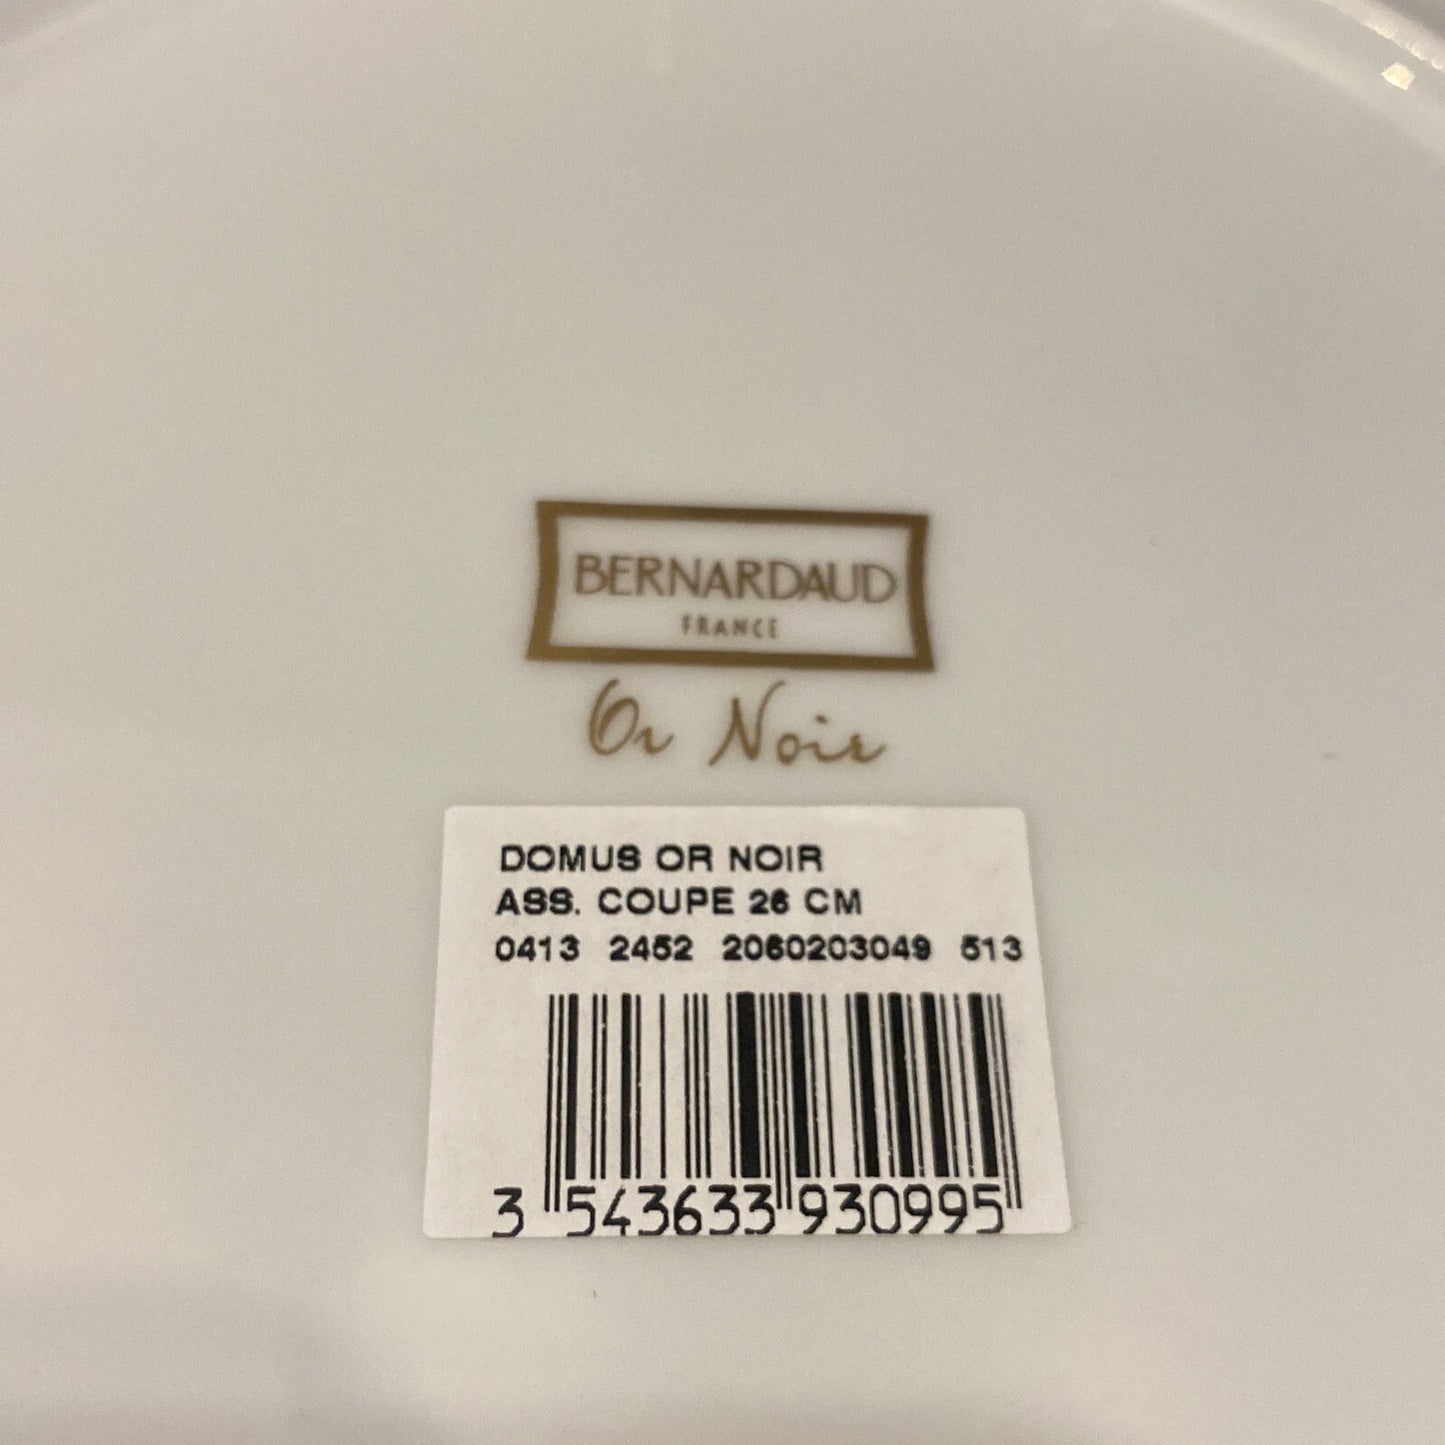 BERNARDAUD
FRANCE
Or Noir
DOMUS OR NOIR
ASS. COUPE 26 CM
0413 2452 2060203049 513
3 543633 930995